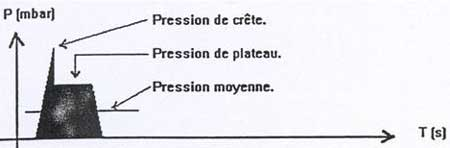 P (mbar)
Pression de crête.
Pression de plateau.
Pression moyenne.
T (s)